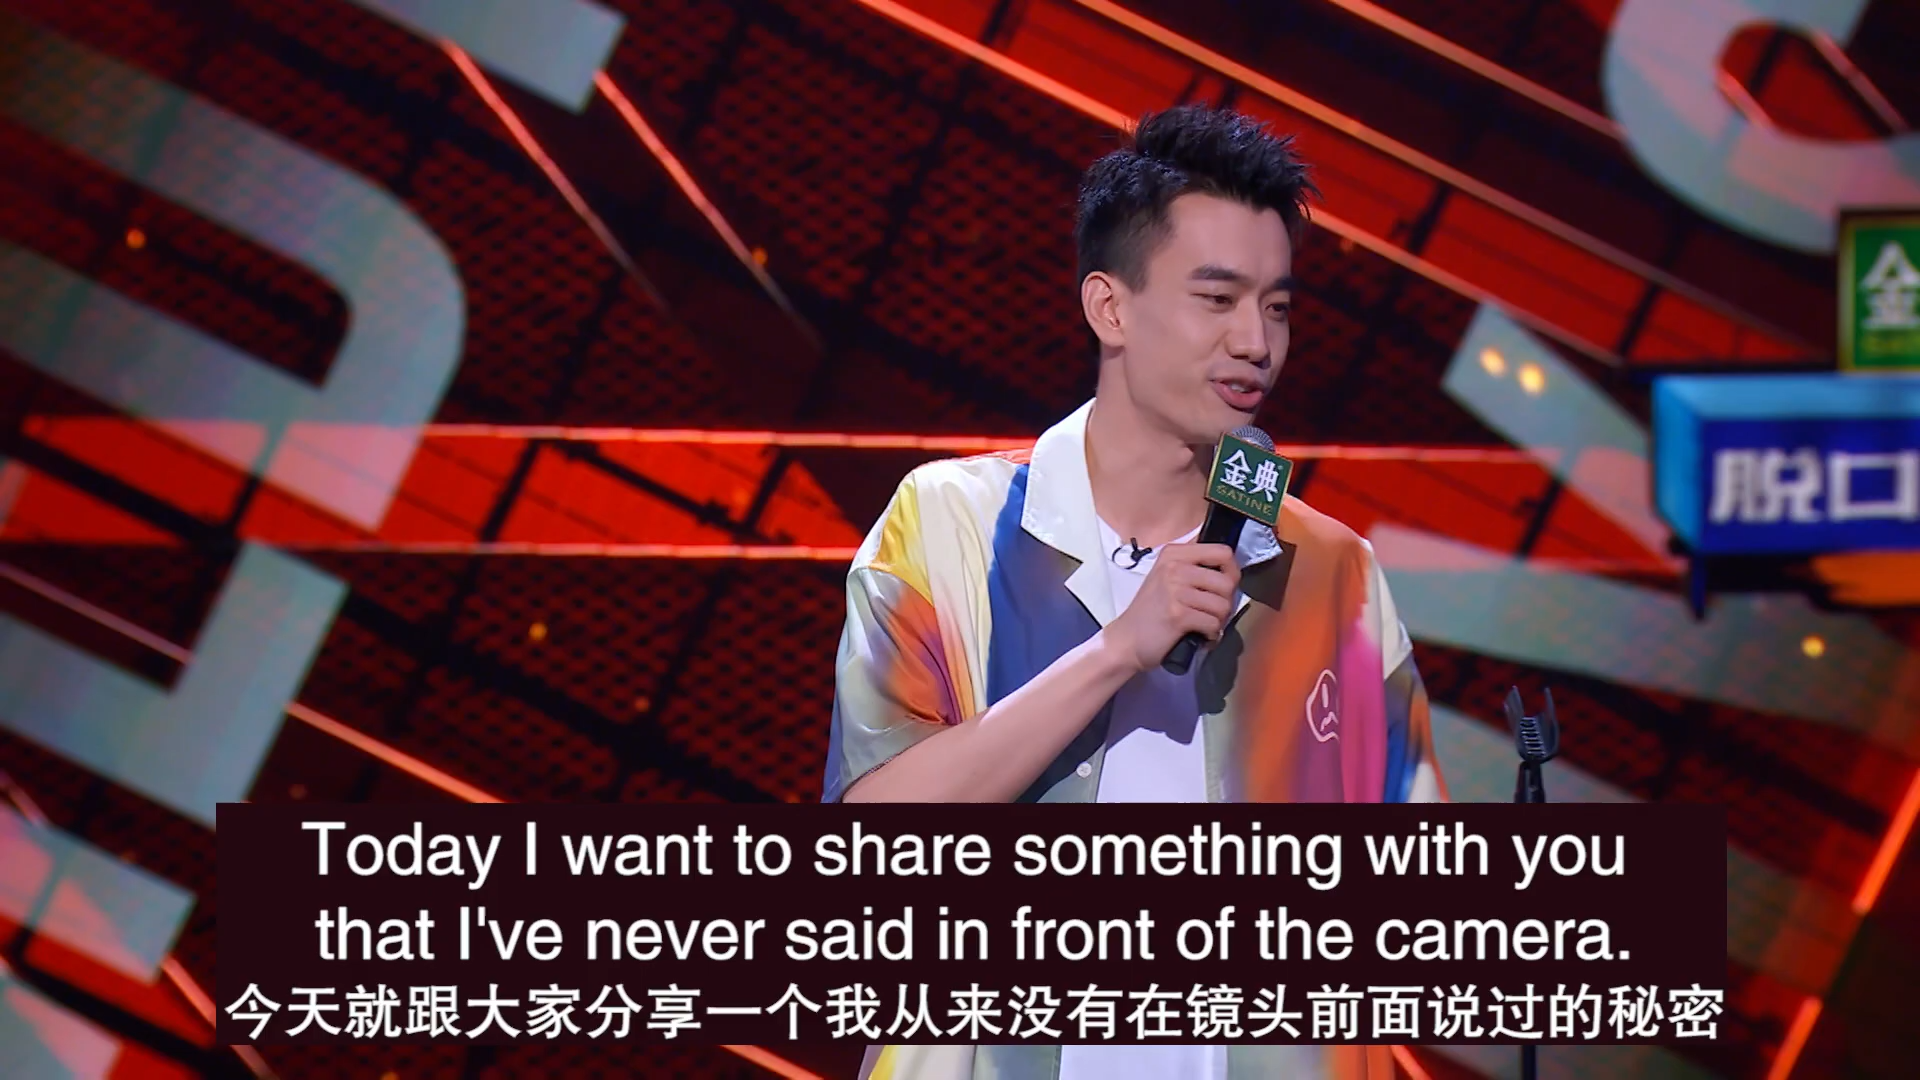 金
金典
SATINE
脱口
Today I want to share something with you
that I've never said in front of the camera.
今天就跟大家分享一个我从来没有在镜头前面说过的秘密